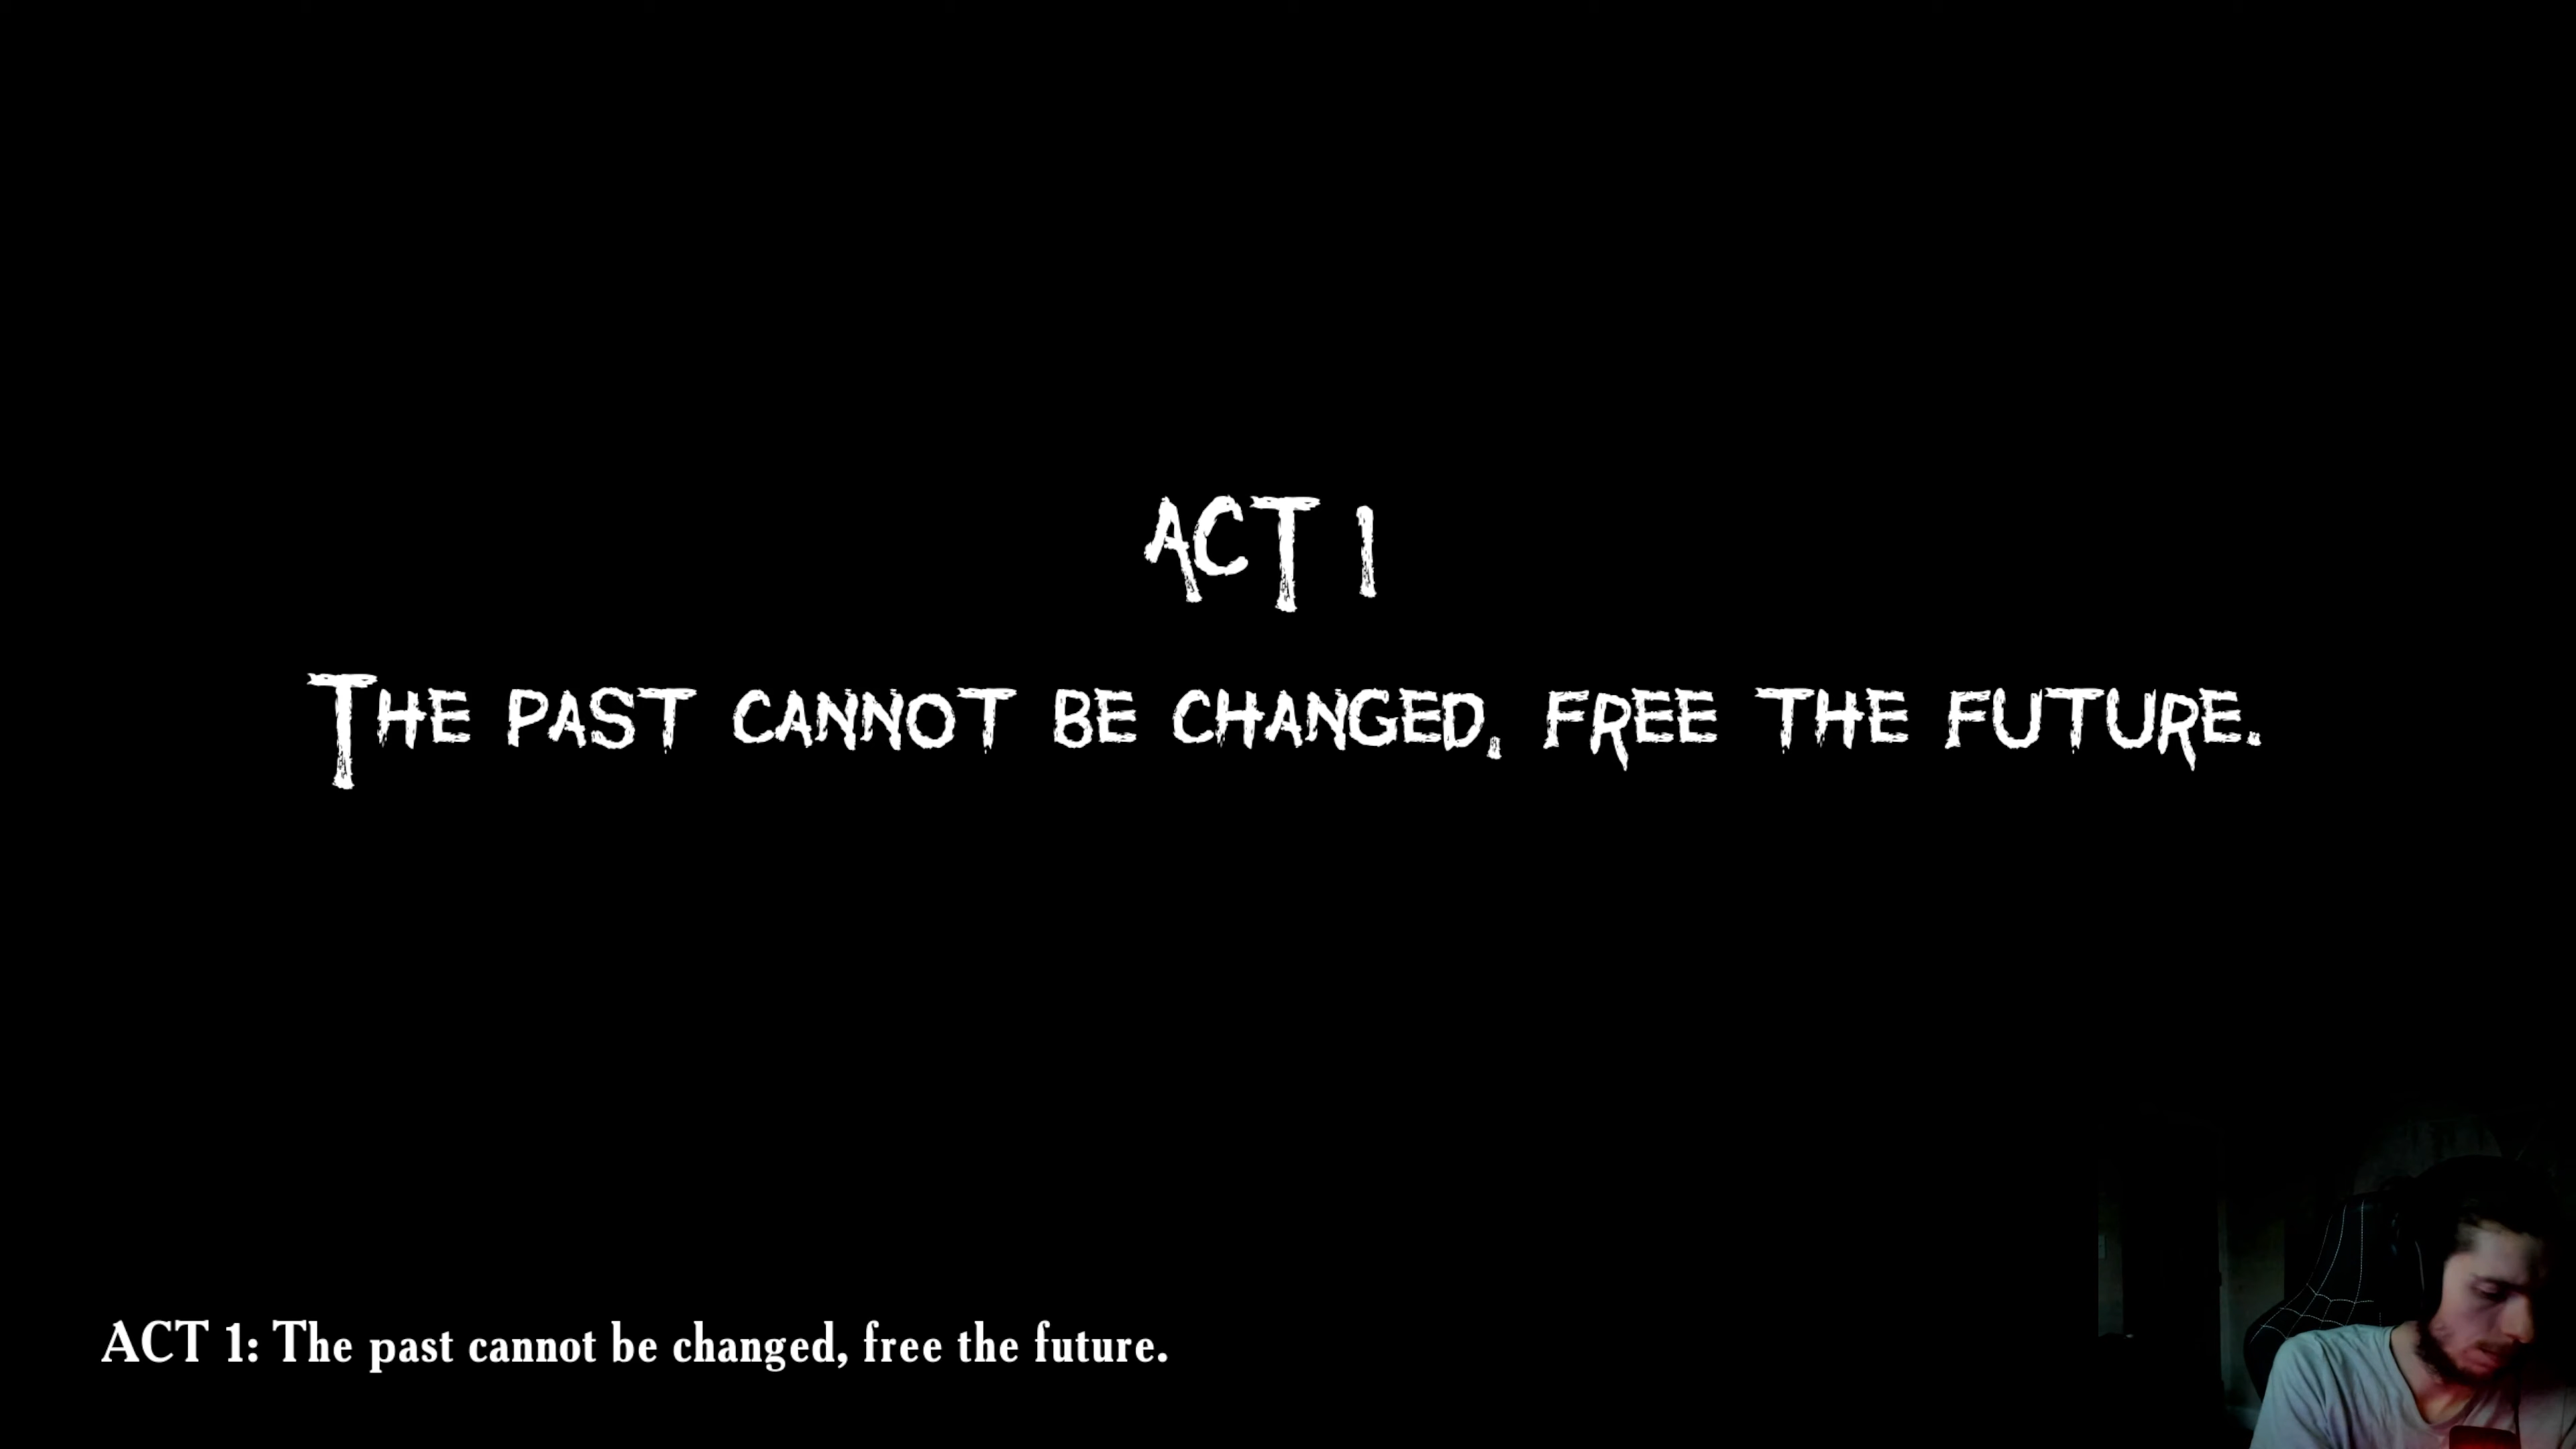 ACT 1
The past cannot be changed, free the future.
ACT 1: The past cannot be changed, free the future.